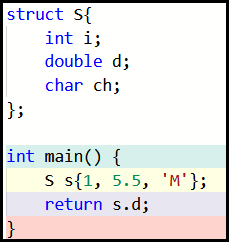 struct S{
    int i;
    double d;
    char ch;
};

int main() {
    S s{1, 5.5, 'M'};
    return s.d;
}